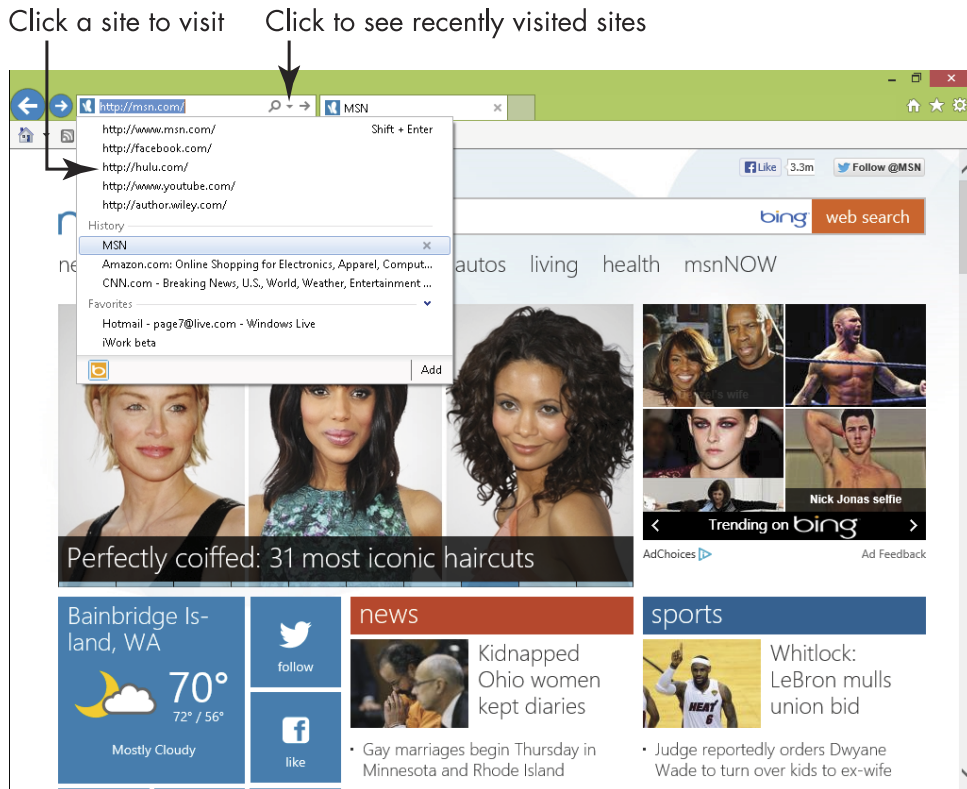 Click a site to visit
Click to see recently visited sites
http://msn.com/
MSN
http://www.msn.com/ Shift + Enter
http://facebook.com/
http://hulu.com/
http://www.youtube.com/
http://author.wiley.com/
History
MSN
Amazon.com: Online Shopping for Electronics, Apparel, Comput...
CNN.com - Breaking News, U.S., World, Weather, Entertainment ...
Favorites
Hotmail - page7@live.com - Windows Live
iWork beta
Add
Like 3.3m Follow @MSN
bing web search
autos living health msnNOW
Perfectly coiffed: 31 most iconic haircuts
Nick Jonas selfie
Trending on bing
AdChoices Ad Feedback
Bainbridge Is-
land, WA
70°
72° / 56°
Mostly Cloudy
follow
like
news
Kidnapped
Ohio women
kept diaries
• Gay marriages begin Thursday in
Minnesota and Rhode Island
sports
HEAT
6
Whitlock:
LeBron mulls
union bid
• Judge reportedly orders Dwyane
Wade to turn over kids to ex-wife